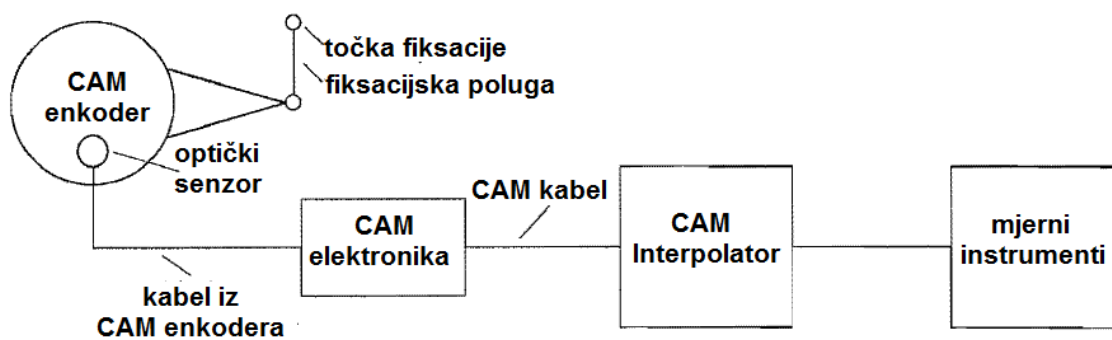 točka fiksacije
fiksacijska poluga
CAM
enkoder
optički
senzor
CAM kabel
CAM
elektronika
CAM
Interpolator
mjerni
instrumenti
kabel iz
CAM enkodera